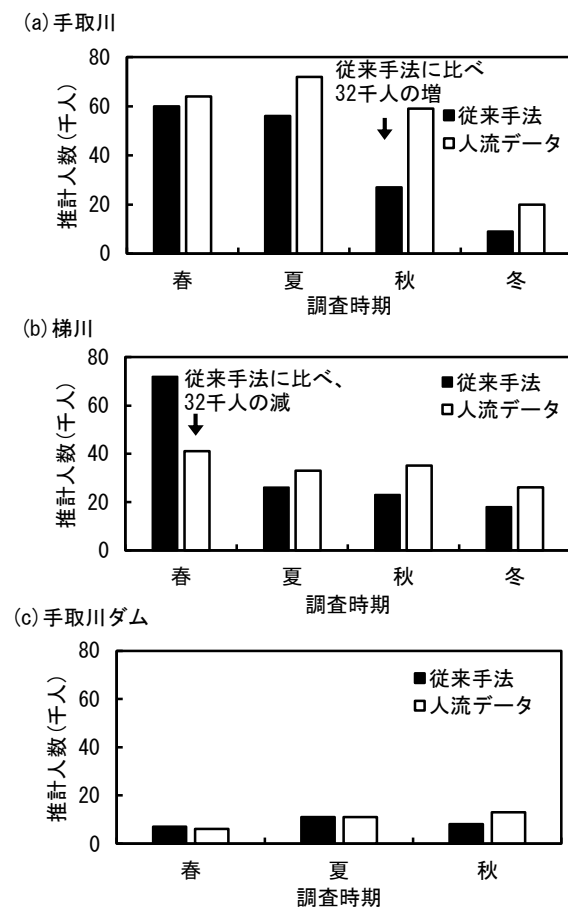 (a)手取川
80
60
40
20
0
推計人数(千人)
従来手法に比べ
32千人の増
従来手法
人流データ
春 夏 秋 冬
調査時期
(b)梯川
80
60
40
20
0
推計人数(千人)
従来手法に比べ、
32千人の減
従来手法
人流データ
春 夏 秋 冬
調査時期
(c)手取川ダム
80
60
40
20
0
推計人数(千人)
従来手法
人流データ
春 夏 秋
調査時期